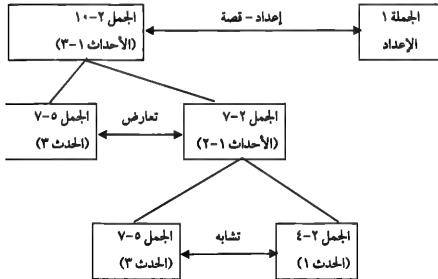 الجملة ١
الإعداد
إعداد - قصة
الجمل ٢-١٠
(الأحداث ١-٣)
الجمل ٢-٧
(الأحداث ١-٢)
تعارض
الجمل ٥-٧
(الحدث ٣)
الجمل ٢-٤
(الحدث ١)
تشابه
الجمل ٥-٧
(الحدث ٣)